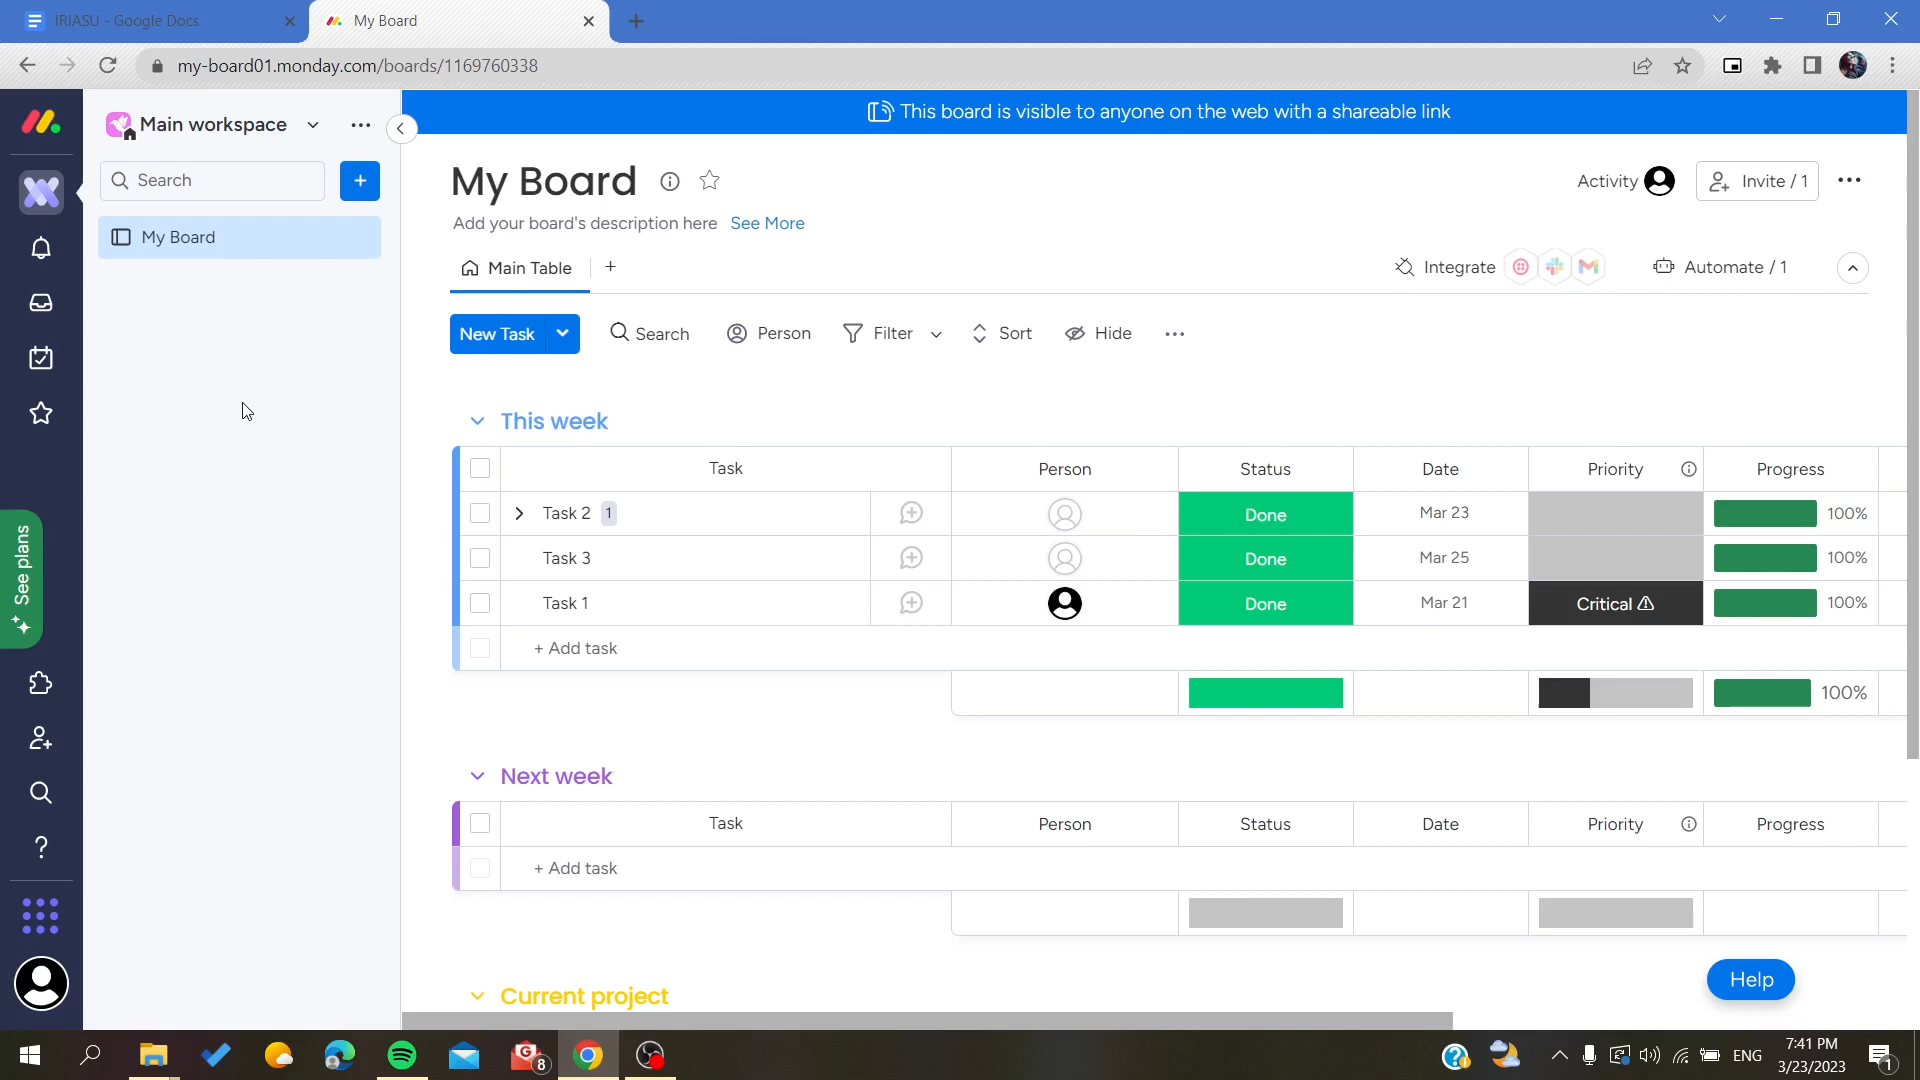 IRIASU - Google Docs
My Board
my-board01.monday.com/boards/1169760338
Main workspace
This board is visible to anyone on the web with a shareable link
Search
My Board
My Board
Activity
Invite / 1
Add your board's description here See More
Main Table
Integrate
Automate / 1
New Task
Search
Person
Filter
Sort
Hide
See plans
This week
Task Person Status Date Priority Progress
Task 2 1 Done Mar 23 100%
Task 3 Done Mar 25 100%
Task 1 Done Mar 21 Critical 100%
+ Add task
100%
Next week
Task Person Status Date Priority Progress
+ Add task
Current project
Help
8
ENG
7:41 PM
3/23/2023
1